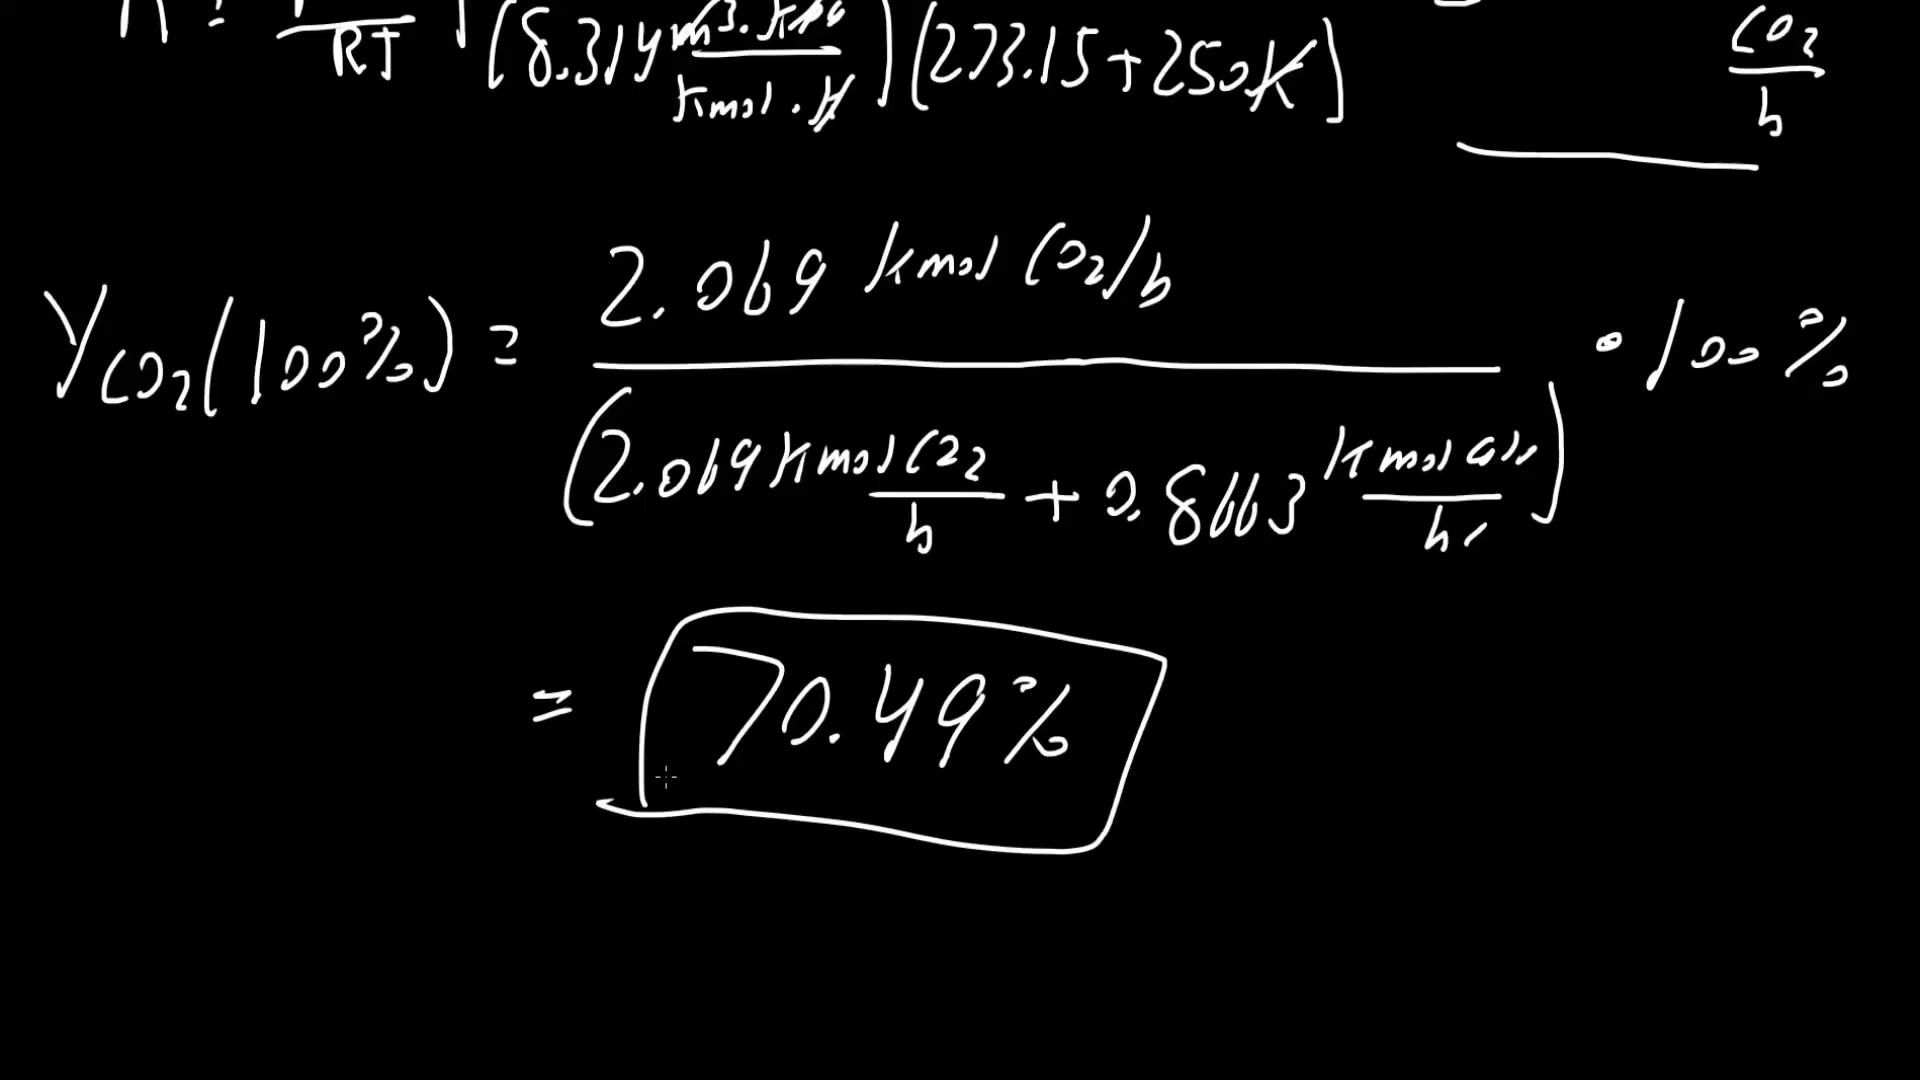 RT (8.314 m³·kPa / kmol·K) (273.15 + 250K) CO2 / h
yCO2 (100%) = 2.069 kmol CO2/h / (2.069 kmol CO2 / h + 0.8663 kmol air / hr) · 100%
= 70.49%